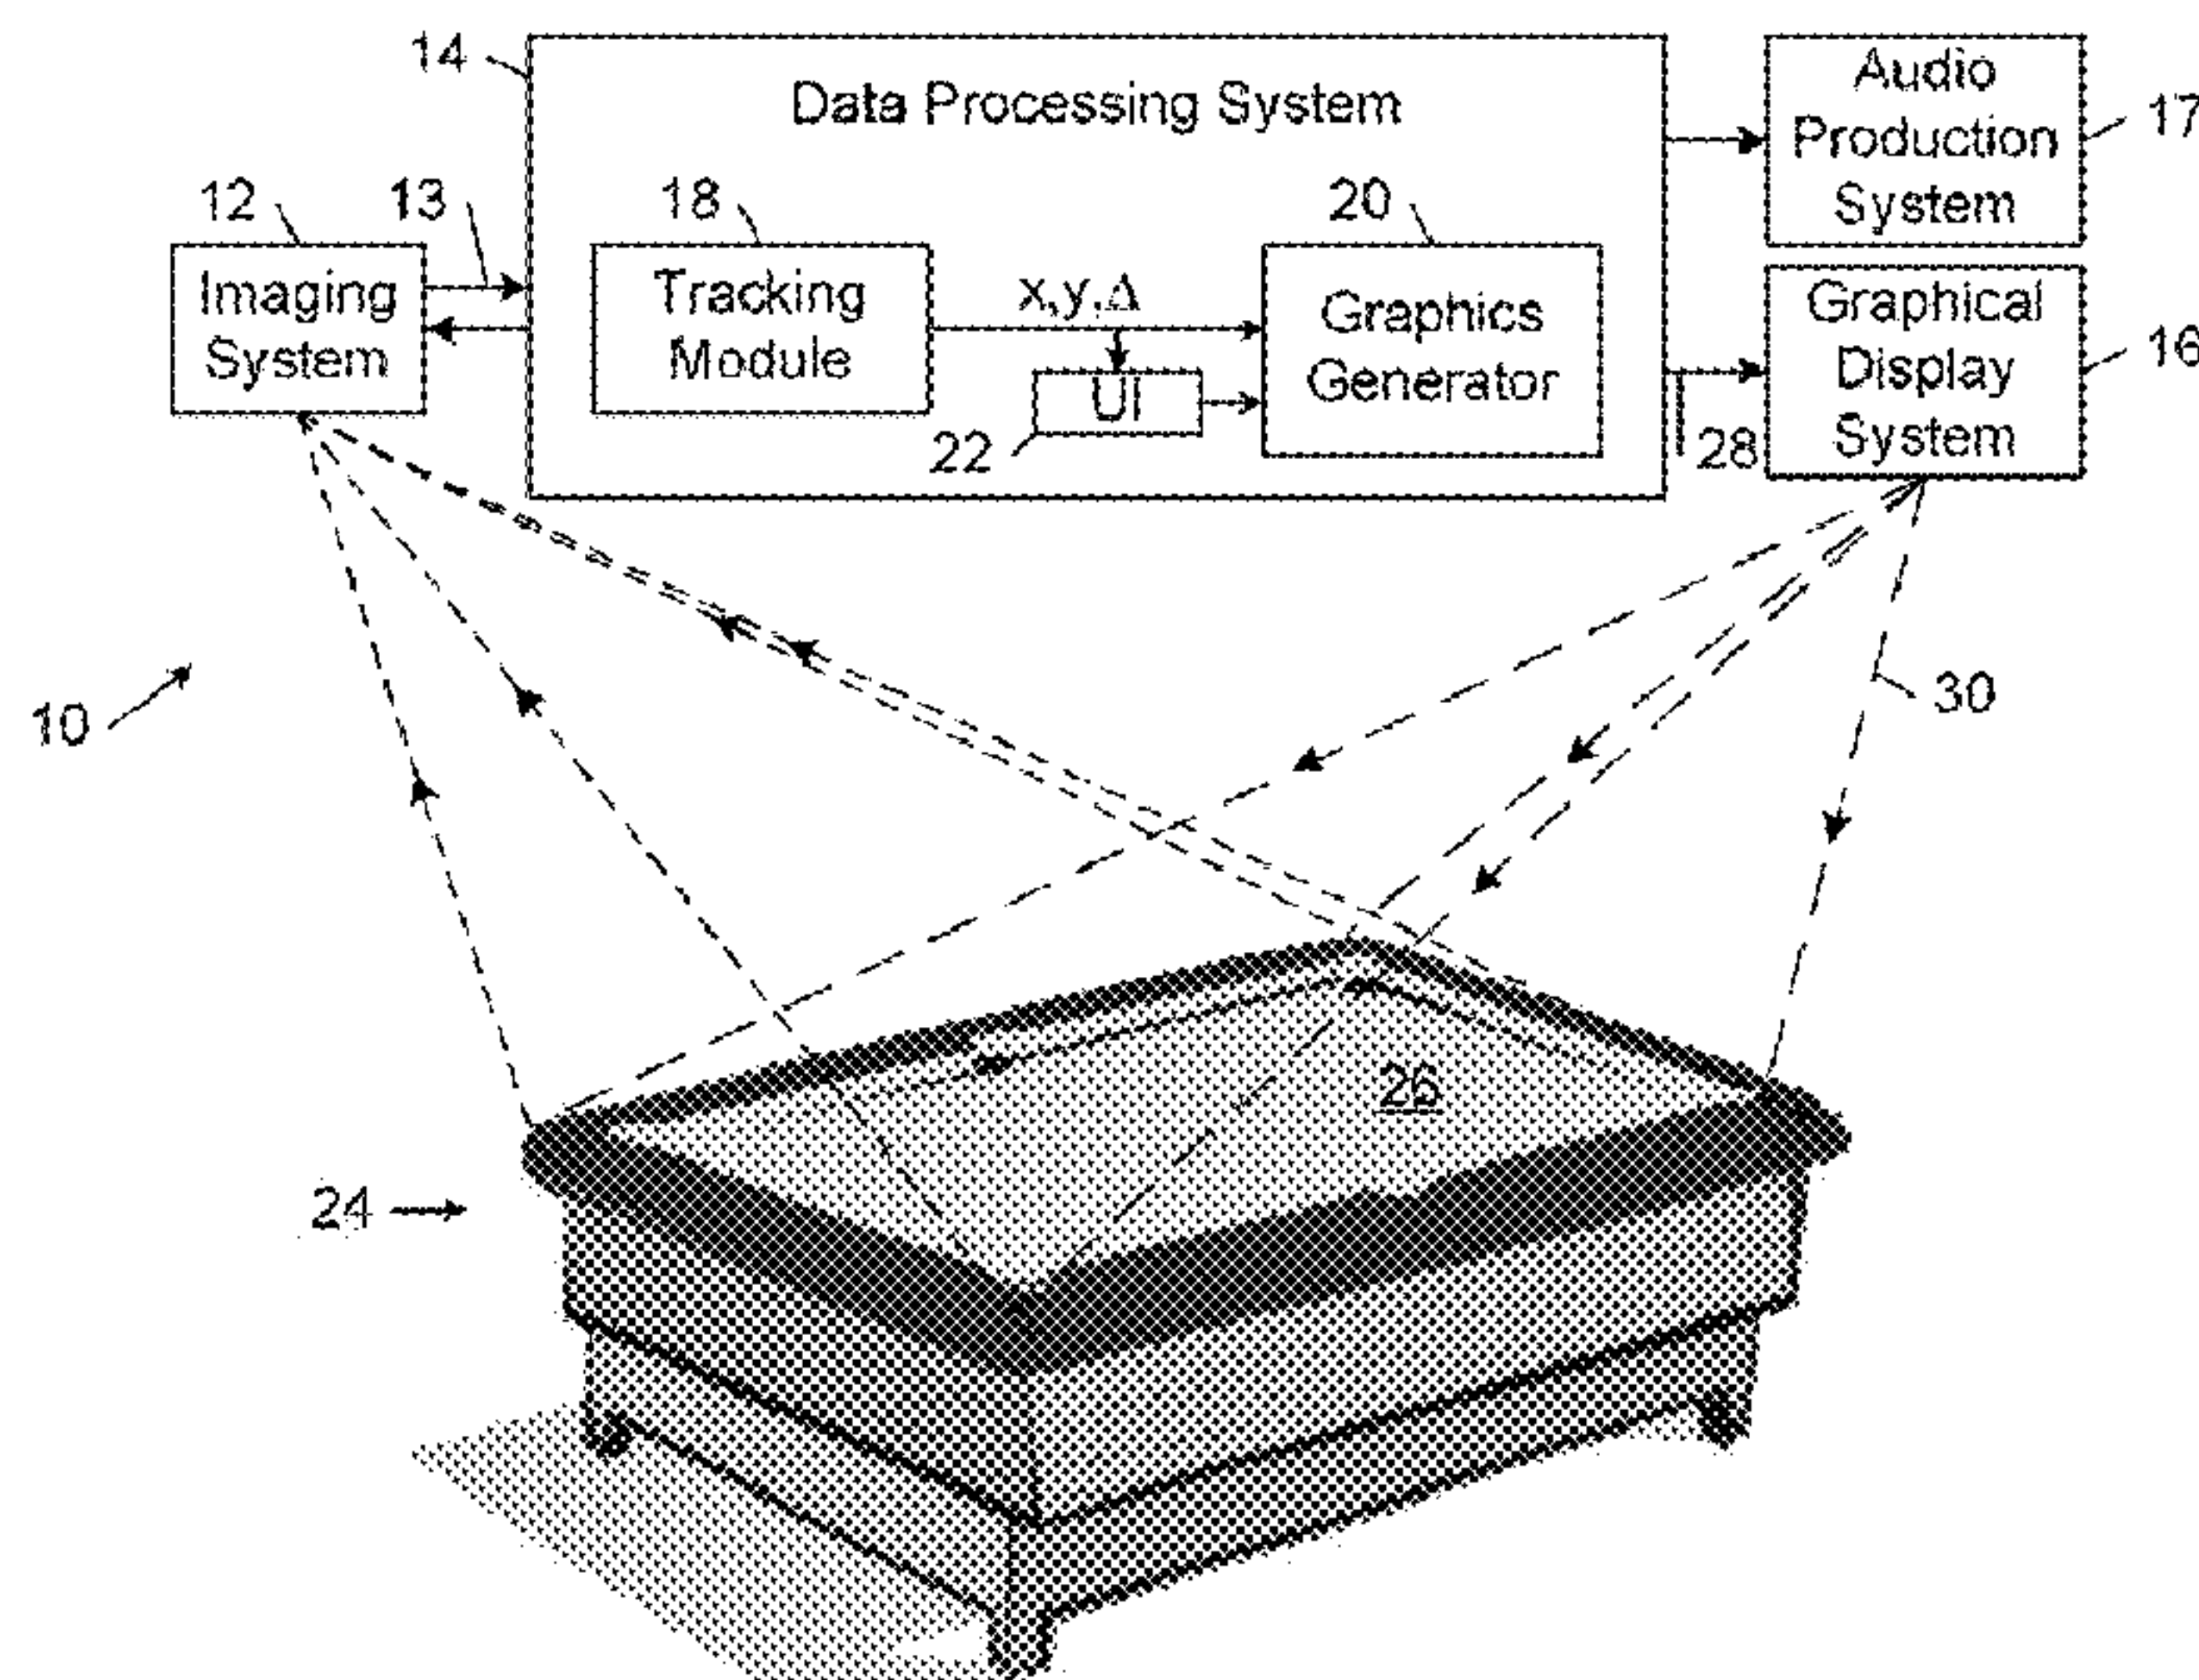 14
Data Processing System
Audio
Production
System
17
12
13
18
20
Imaging
System
Tracking
Module
x,y,Δ
UI
22
Graphics
Generator
Graphical
Display
System
16
28
10
30
26
24